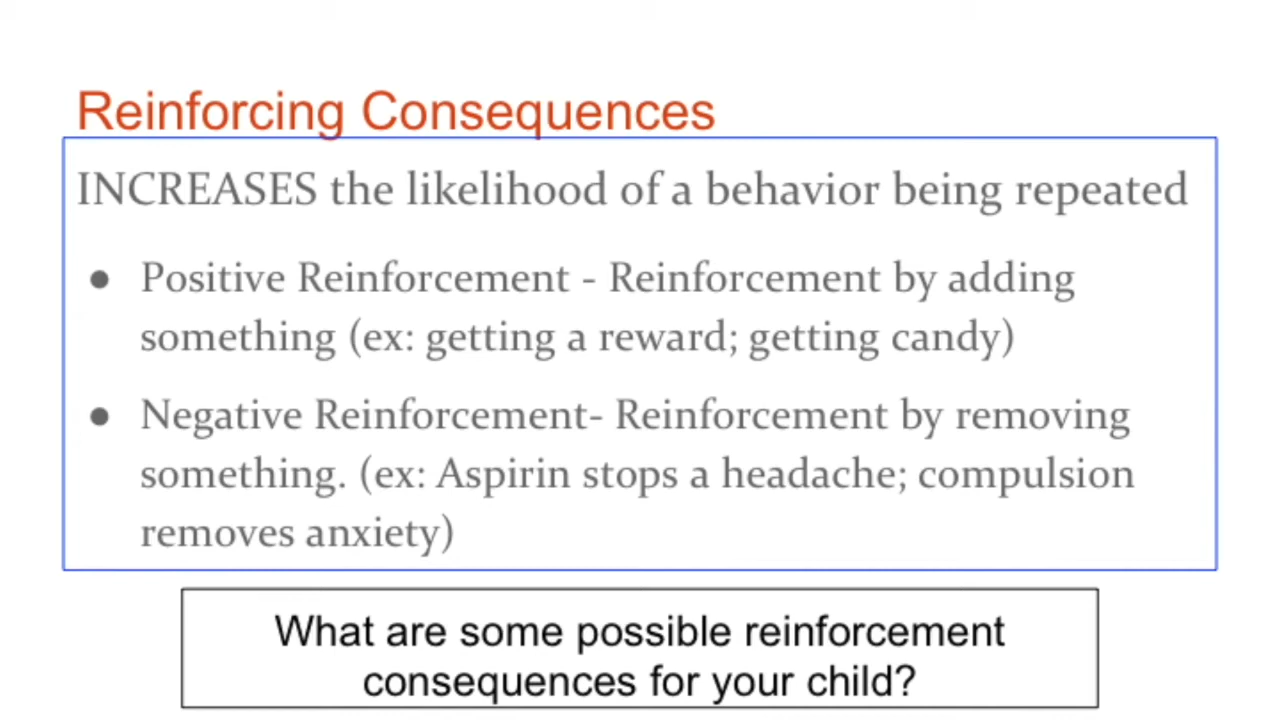 Reinforcing Consequences
INCREASES the likelihood of a behavior being repeated
● Positive Reinforcement - Reinforcement by adding
something (ex: getting a reward; getting candy)
● Negative Reinforcement- Reinforcement by removing
something. (ex: Aspirin stops a headache; compulsion
removes anxiety)
What are some possible reinforcement
consequences for your child?